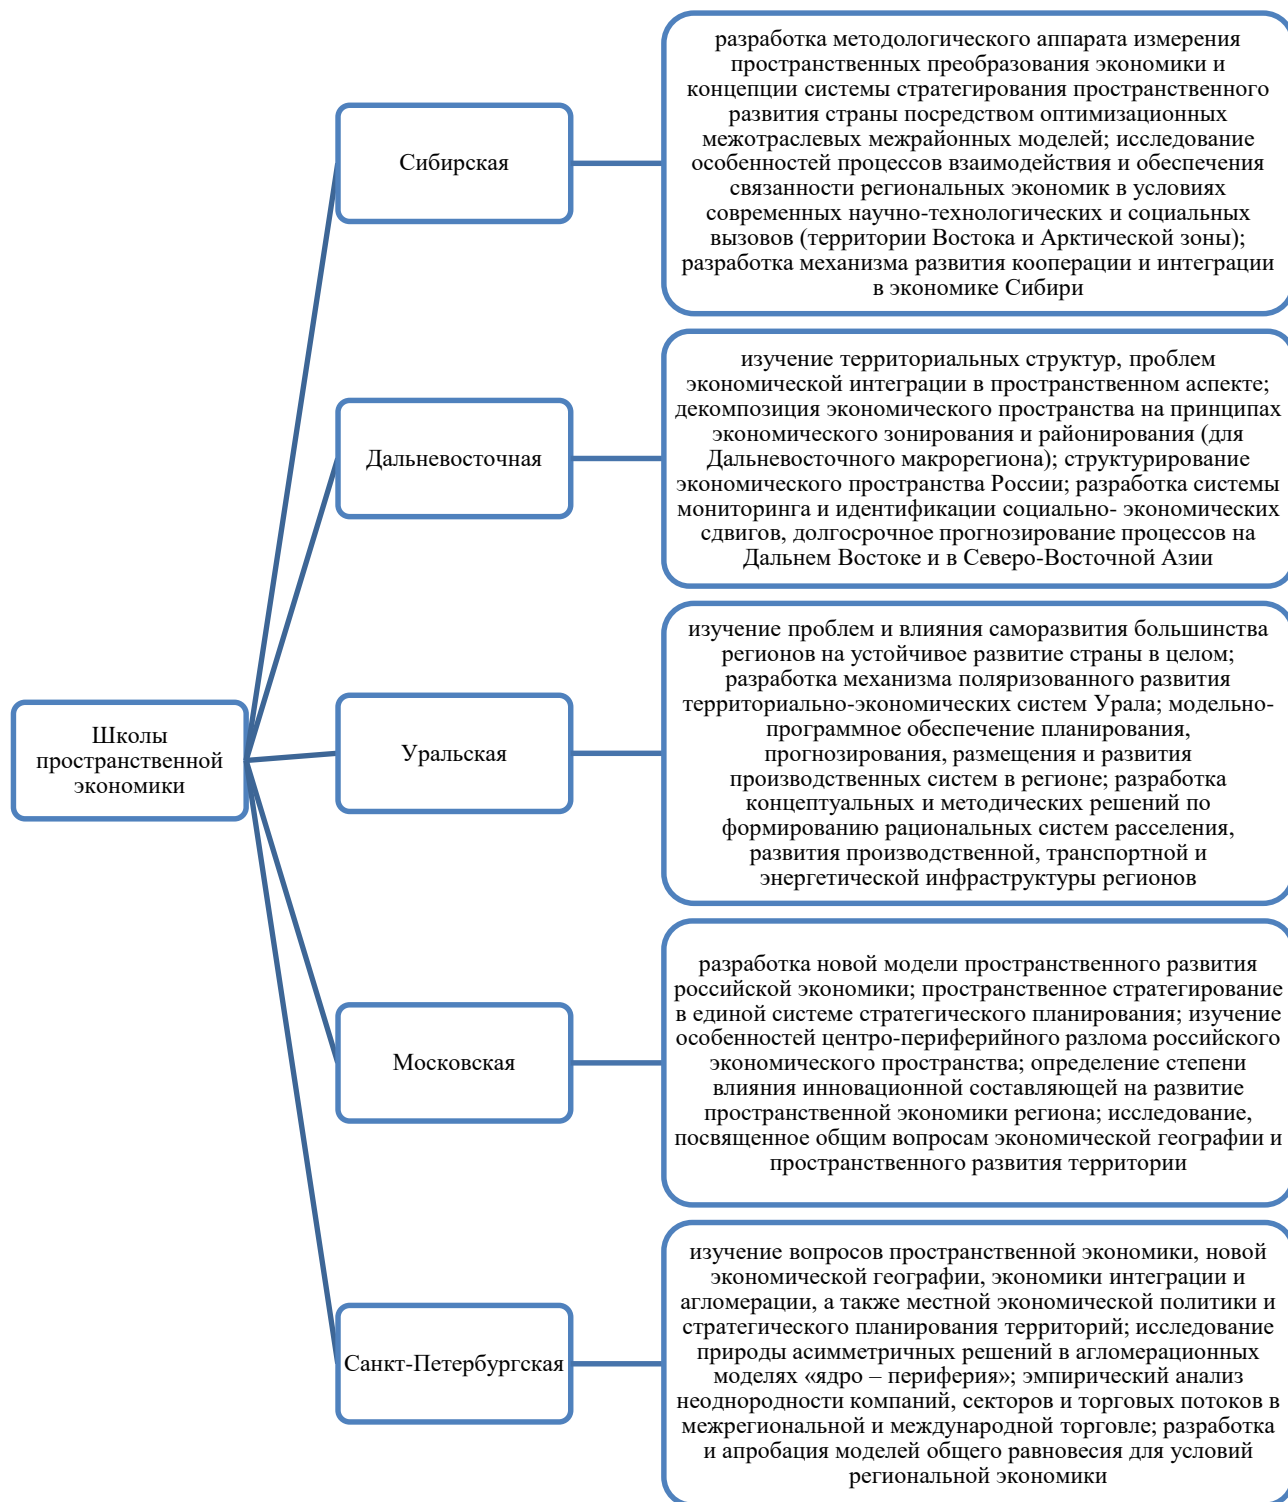 Школы
пространственной
экономики
Сибирская
разработка методологического аппарата измерения
пространственных преобразования экономики и
концепции системы стратегирования пространственного
развития страны посредством оптимизационных
межотраслевых межрайонных моделей; исследование
особенностей процессов взаимодействия и обеспечения
связанности региональных экономик в условиях
современных научно-технологических и социальных
вызовов (территории Востока и Арктической зоны);
разработка механизма развития кооперации и интеграции
в экономике Сибири
Дальневосточная
изучение территориальных структур, проблем
экономической интеграции в пространственном аспекте;
декомпозиция экономического пространства на принципах
экономического зонирования и районирования (для
Дальневосточного макрорегиона); структурирование
экономического пространства России; разработка системы
мониторинга и идентификации социально- экономических
сдвигов, долгосрочное прогнозирование процессов на
Дальнем Востоке и в Северо-Восточной Азии
Уральская
изучение проблем и влияния саморазвития большинства
регионов на устойчивое развитие страны в целом;
разработка механизма поляризованного развития
территориально-экономических систем Урала; модельно-
программное обеспечение планирования,
прогнозирования, размещения и развития
производственных систем в регионе; разработка
концептуальных и методических решений по
формированию рациональных систем расселения,
развития производственной, транспортной и
энергетической инфраструктуры регионов
Московская
разработка новой модели пространственного развития
российской экономики; пространственное стратегирование
в единой системе стратегического планирования; изучение
особенностей центро-периферийного разлома российского
экономического пространства; определение степени
влияния инновационной составляющей на развитие
пространственной экономики региона; исследование,
посвященное общим вопросам экономической географии и
пространственного развития территории
Санкт-Петербургская
изучение вопросов пространственной экономики, новой
экономической географии, экономики интеграции и
агломерации, а также местной экономической политики и
стратегического планирования территорий; исследование
природы асимметричных решений в агломерационных
моделях «ядро – периферия»; эмпирический анализ
неоднородности компаний, секторов и торговых потоков в
межрегиональной и международной торговле; разработка
и апробация моделей общего равновесия для условий
региональной экономики